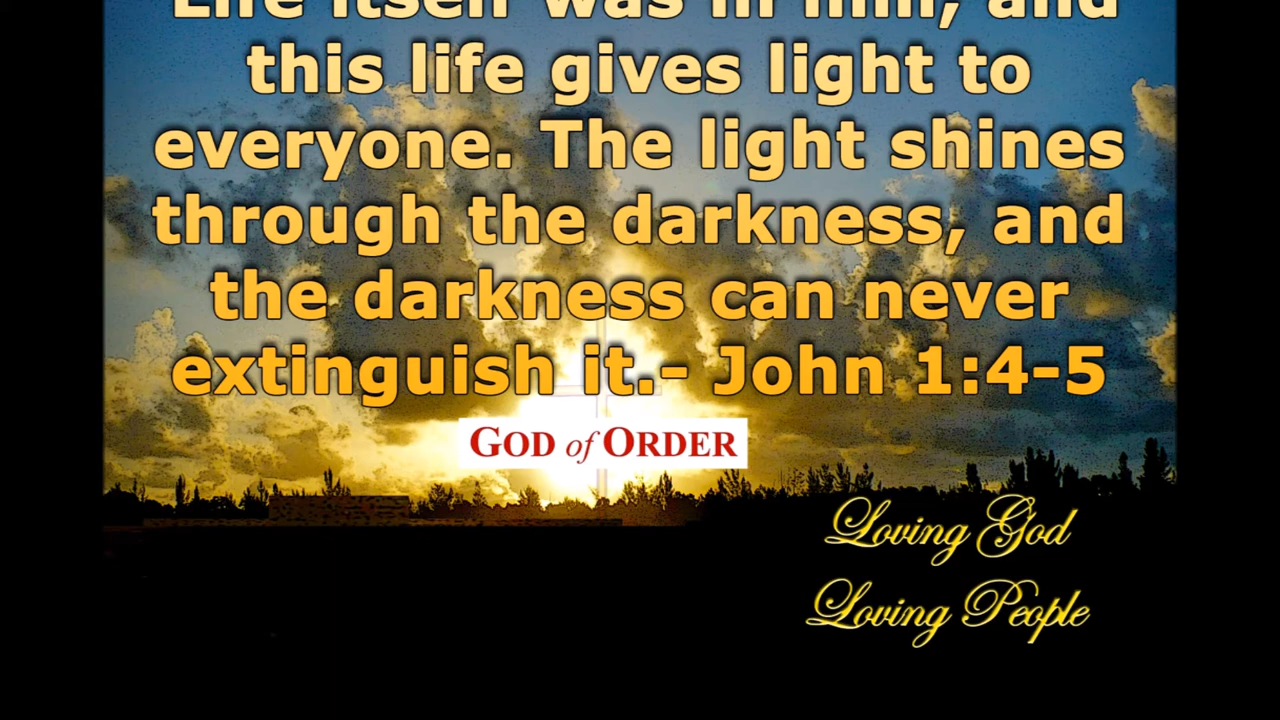 Life itself was in him, and
this life gives light to
everyone. The light shines
through the darkness, and
the darkness can never
extinguish it.- John 1:4-5
GOD of ORDER
Loving God
Loving People